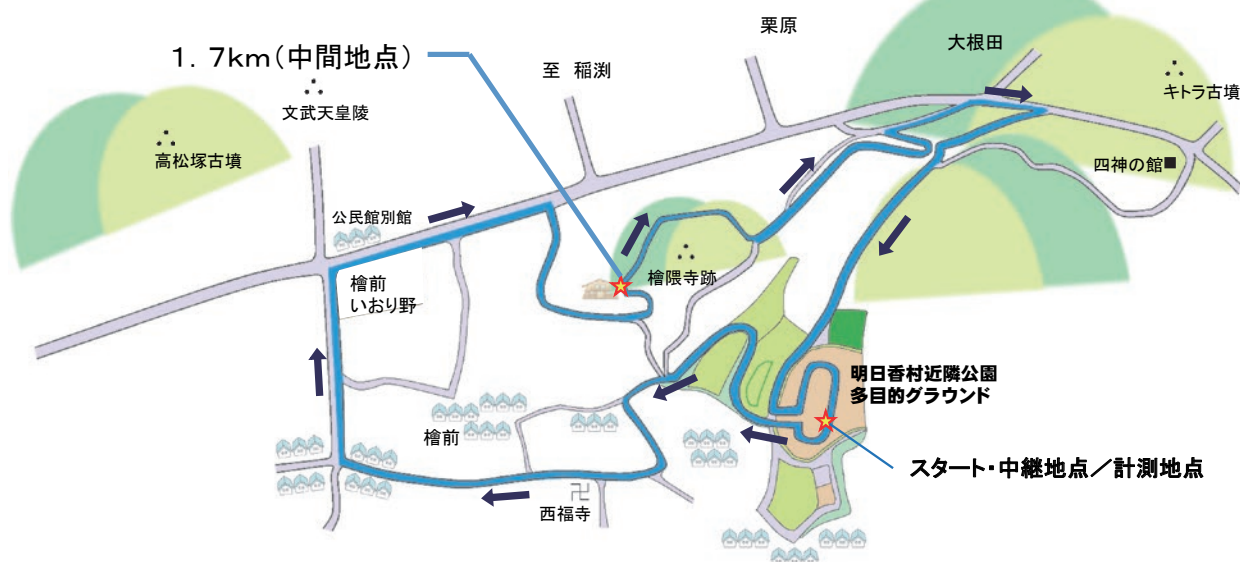 栗原
大根田
1．7km（中間地点）
至 稲渕
キトラ古墳
文武天皇陵
高松塚古墳
四神の館
公民館別館
檜隈寺跡
檜前
いおり野
明日香村近隣公園
多目的グラウンド
檜前
スタート・中継地点／計測地点
西福寺